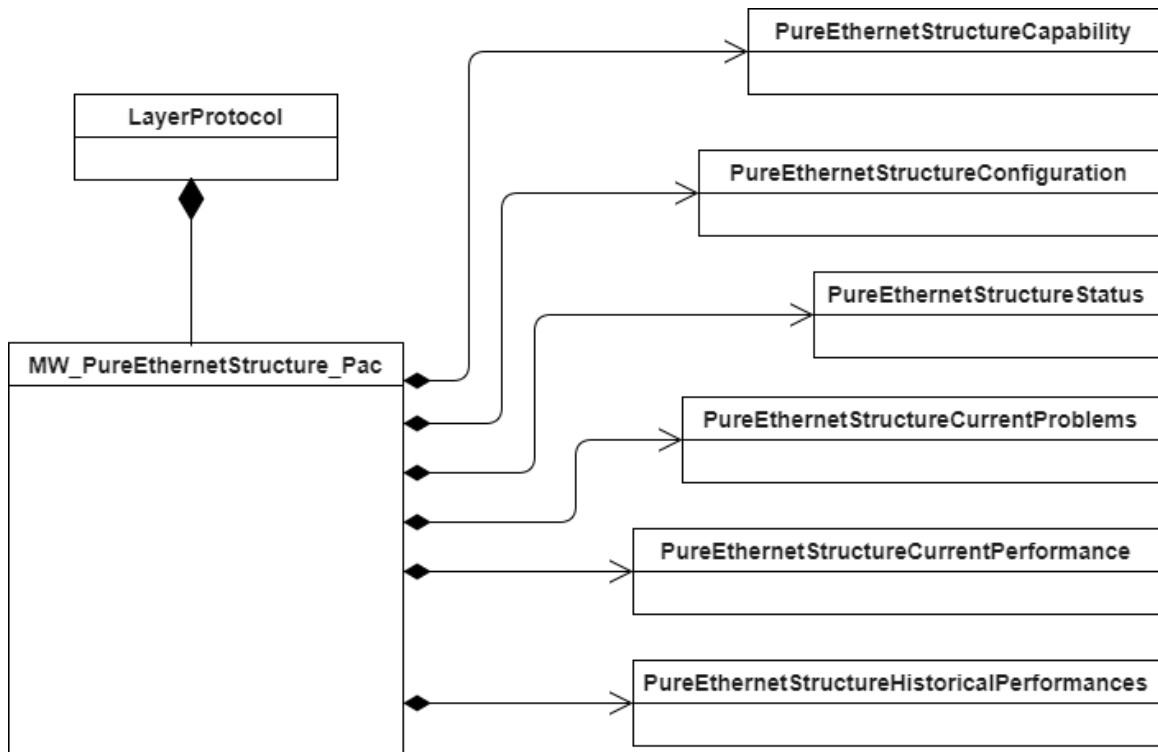 PureEthernetStructureCapability
LayerProtocol
PureEthernetStructureConfiguration
PureEthernetStructureStatus
MW_PureEthernetStructure_Pac
PureEthernetStructureCurrentProblems
PureEthernetStructureCurrentPerformance
PureEthernetStructureHistoricalPerformances